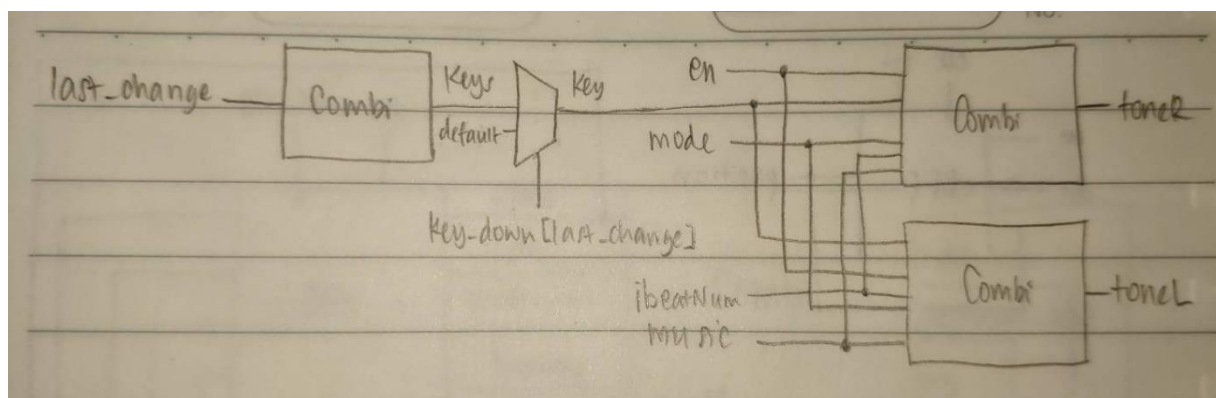 No.
last_change
Combi
keys
default
key
key_down[last_change]
en
mode
ibeatNum
music
Combi
toneR
Combi
toneL